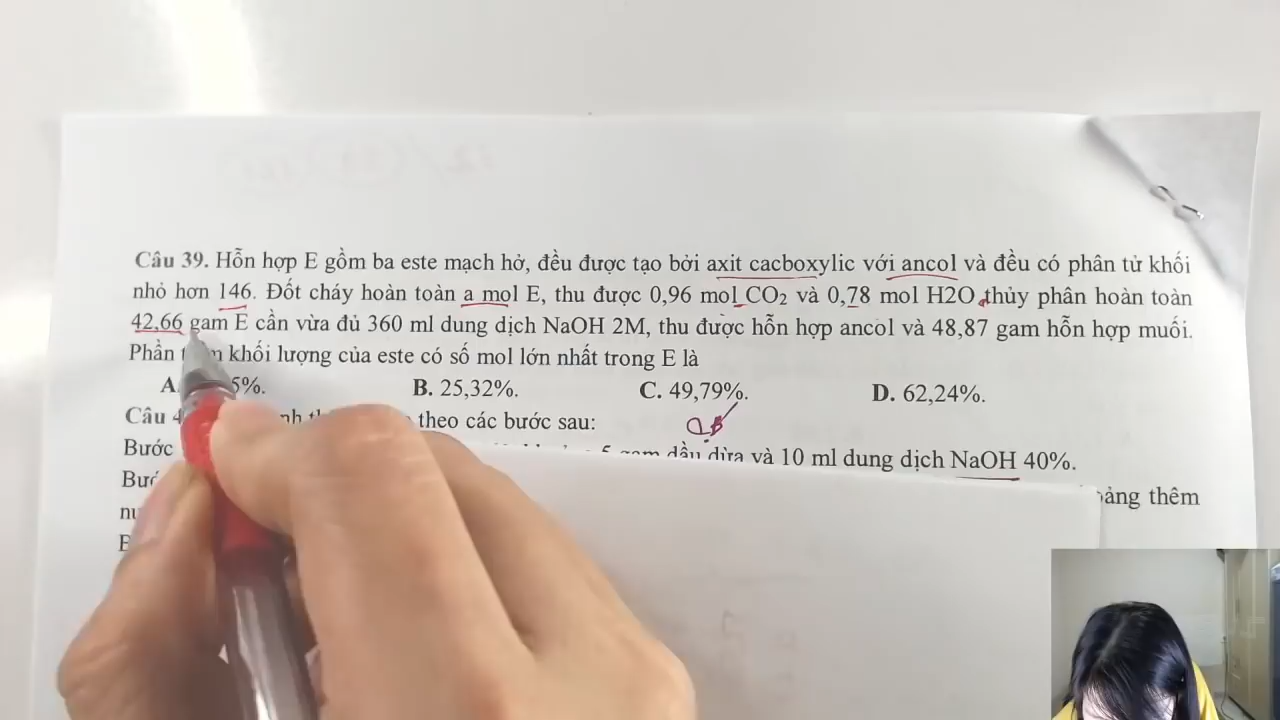 Câu 39. Hỗn hợp E gồm ba este mạch hở, đều được tạo bởi axit cacboxylic với ancol và đều có phân tử khối
nhỏ hơn 146. Đốt cháy hoàn toàn a mol E, thu được 0,96 mol CO2 và 0,78 mol H2O, thủy phân hoàn toàn
42,66 gam E cần vừa đủ 360 ml dung dịch NaOH 2M, thu được hỗn hợp ancol và 48,87 gam hỗn hợp muối.
Phần khối lượng của este có số mol lớn nhất trong E là
A. 5%. B. 25,32%. C. 49,79%. D. 62,24%.
Câu 4 theo các bước sau:
Bước 5 gam dầu dừa và 10 ml dung dịch NaOH 40%.
thêm